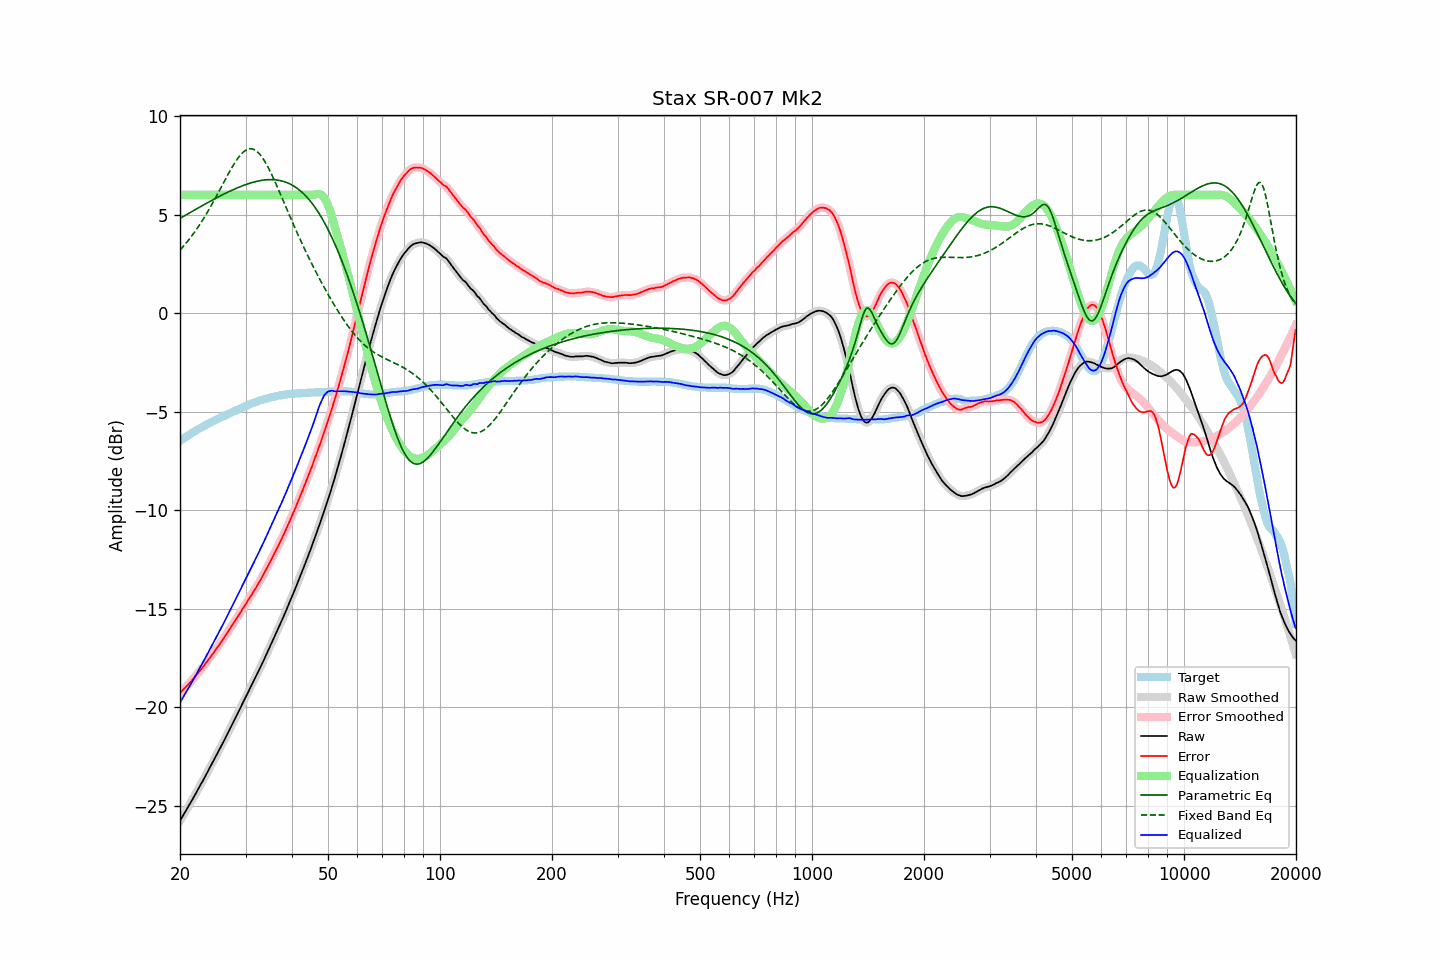 Stax SR-007 Mk2
Amplitude (dBr)
10
5
0
−5
−10
−15
−20
−25
20
50
100
200
500
1000
2000
5000
10000
20000
Frequency (Hz)
Target
Raw Smoothed
Error Smoothed
Raw
Error
Equalization
Parametric Eq
Fixed Band Eq
Equalized